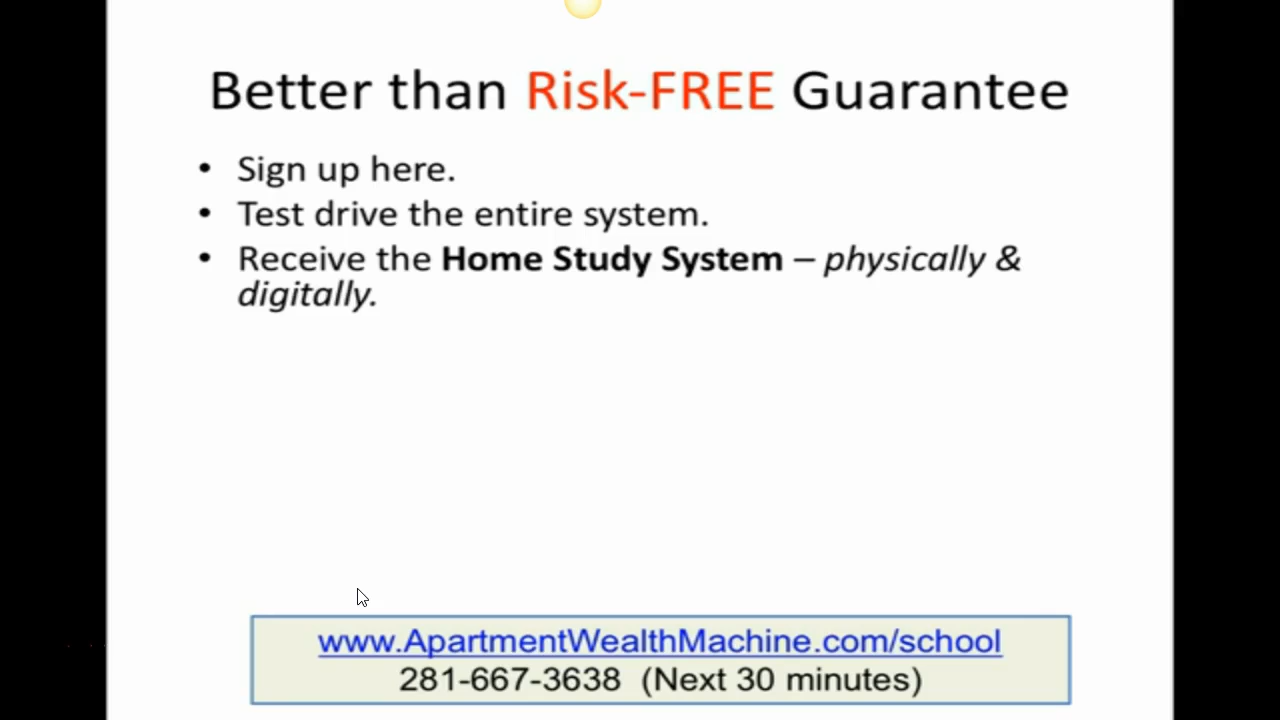 Better than Risk-FREE Guarantee
• Sign up here.
• Test drive the entire system.
• Receive the Home Study System – physically &
digitally.
www.ApartmentWealthMachine.com/school
281-667-3638 (Next 30 minutes)